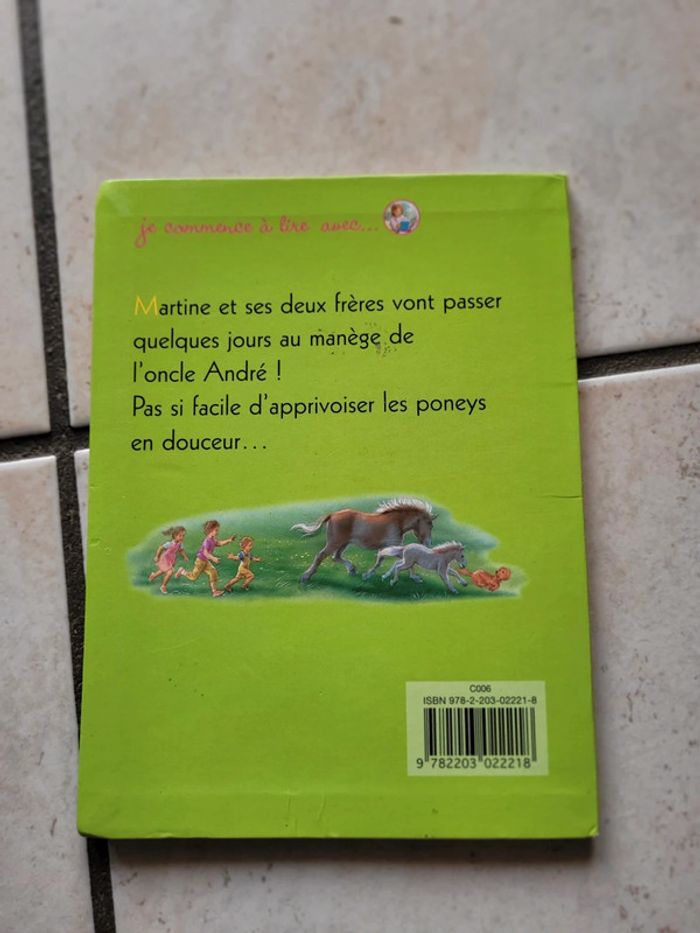 je commence à lire avec...
Martine et ses deux frères vont passer
quelques jours au manège de
l'oncle André !
Pas si facile d'apprivoiser les poneys
en douceur...
C006
ISBN 978-2-203-02221-8
9 782203 022218